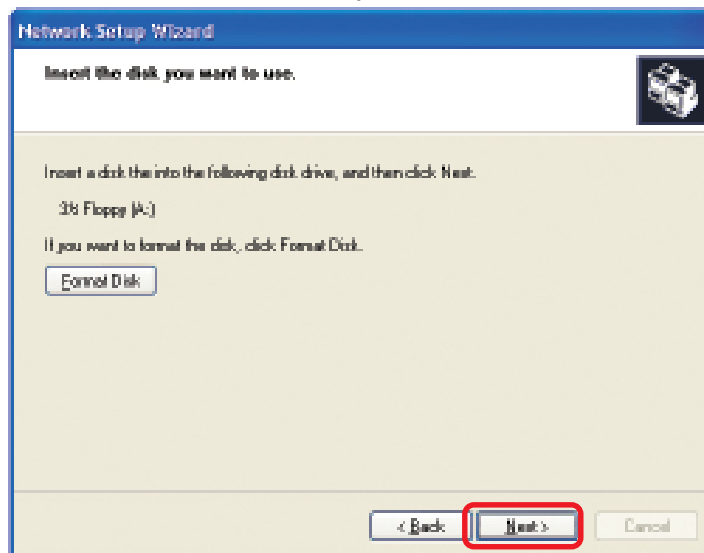 Network Setup Wizard
Insert the disk you want to use.
Insert a disk the into the following disk drive, and then click Next.
3½ Floppy (A:)
If you want to format the disk, click Format Disk.
Format Disk
< Back
Next >
Cancel